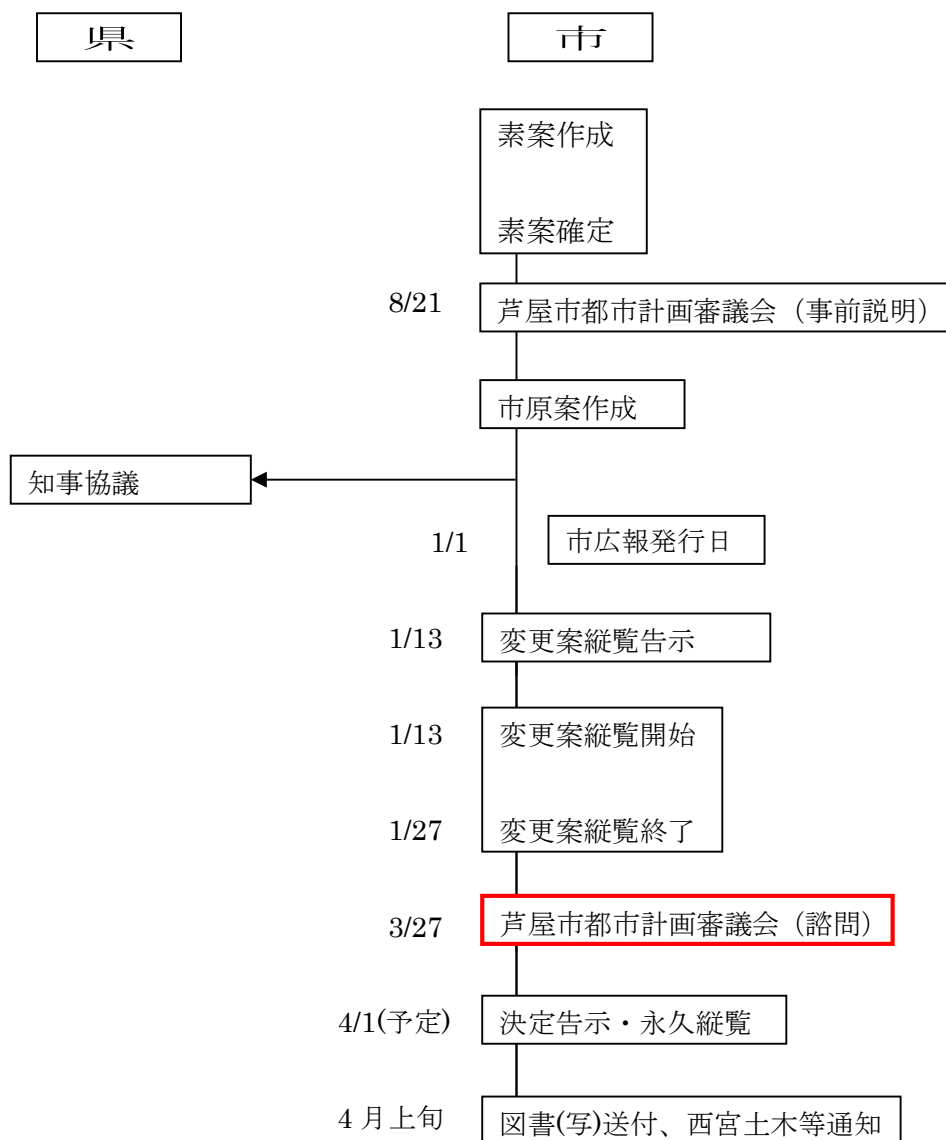 県
市
素案作成
素案確定
8/21
芦屋市都市計画審議会（事前説明）
市原案作成
知事協議
1/1
市広報発行日
1/13
変更案縦覧告示
1/13
変更案縦覧開始
1/27
変更案縦覧終了
3/27
芦屋市都市計画審議会（諮問）
4/1(予定)
決定告示・永久縦覧
4月上旬
図書(写)送付、西宮土木等通知